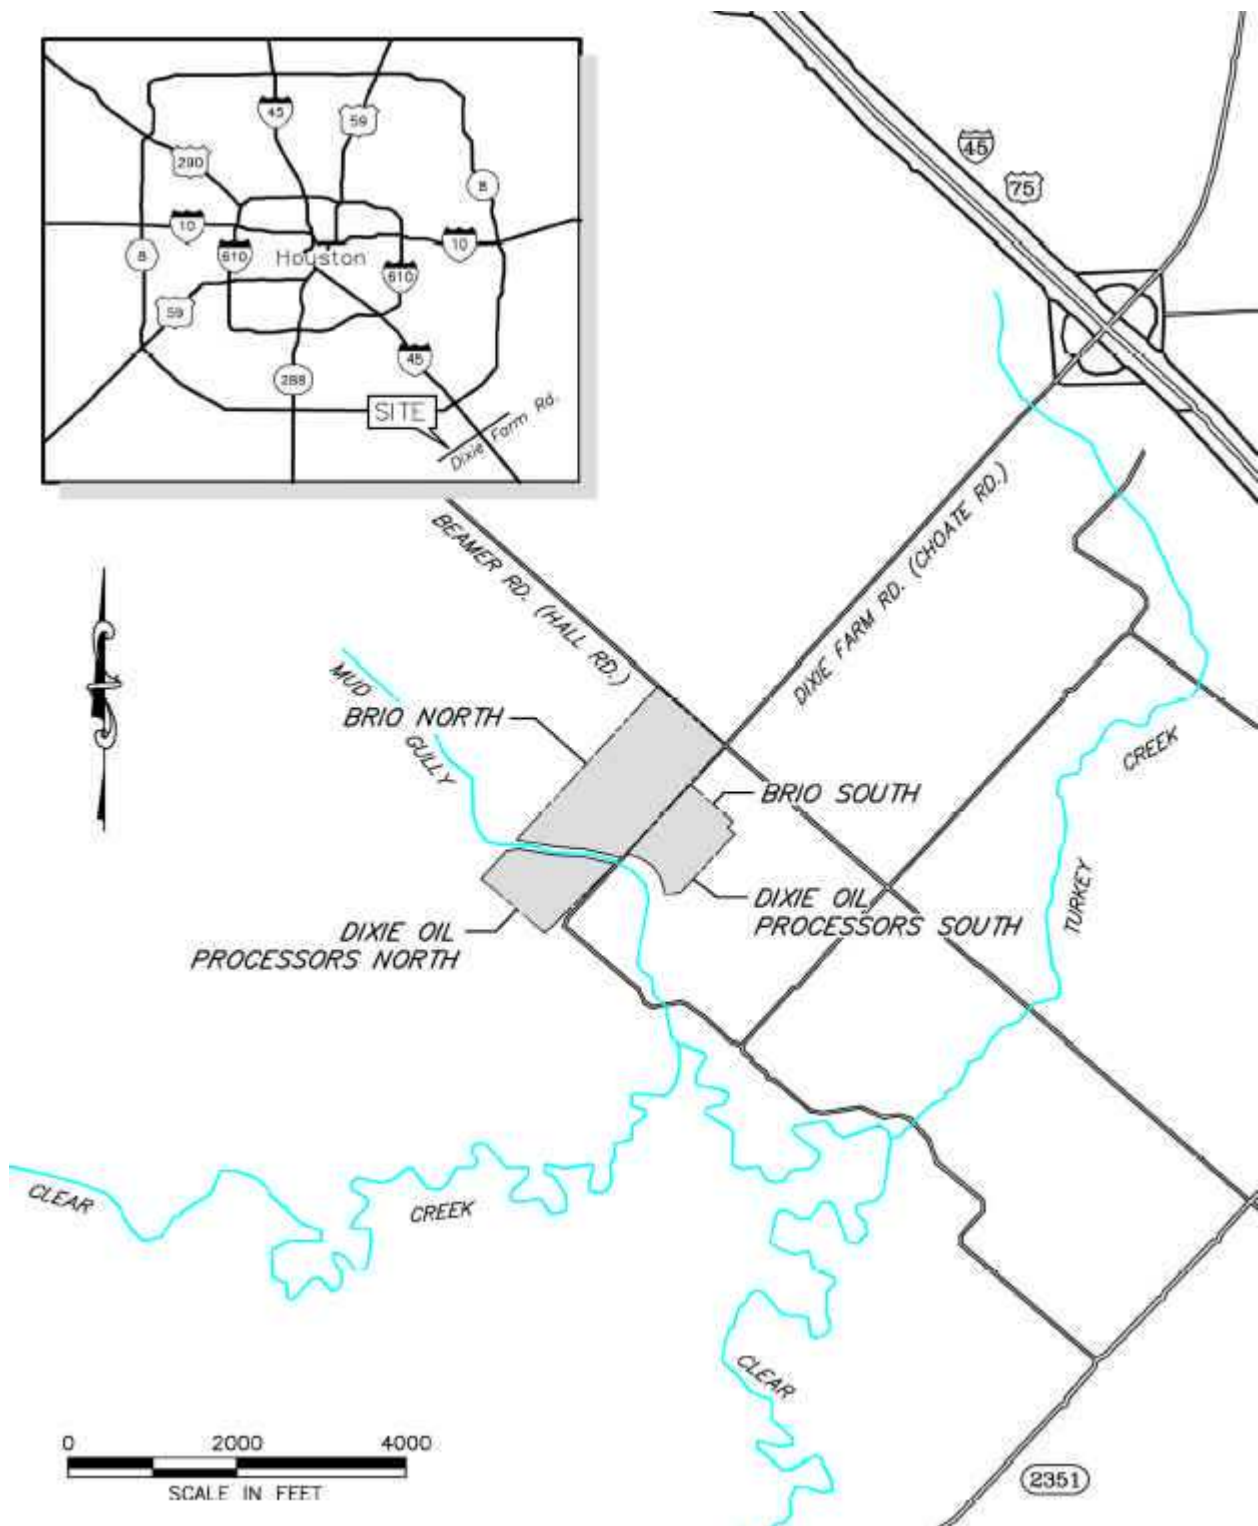 45
59
290
8
10
10
8
610
Houston
610
59
45
288
SITE
Dixie Farm Rd.
45
75
BEAMER RD. (HALL RD.)
DIXIE FARM RD. (CHOATE RD.)
MUD
GULLY
BRIO NORTH
BRIO SOUTH
CREEK
TURKEY
DIXIE OIL
PROCESSORS SOUTH
DIXIE OIL
PROCESSORS NORTH
CLEAR
CREEK
CLEAR
0 2000 4000
SCALE IN FEET
2351